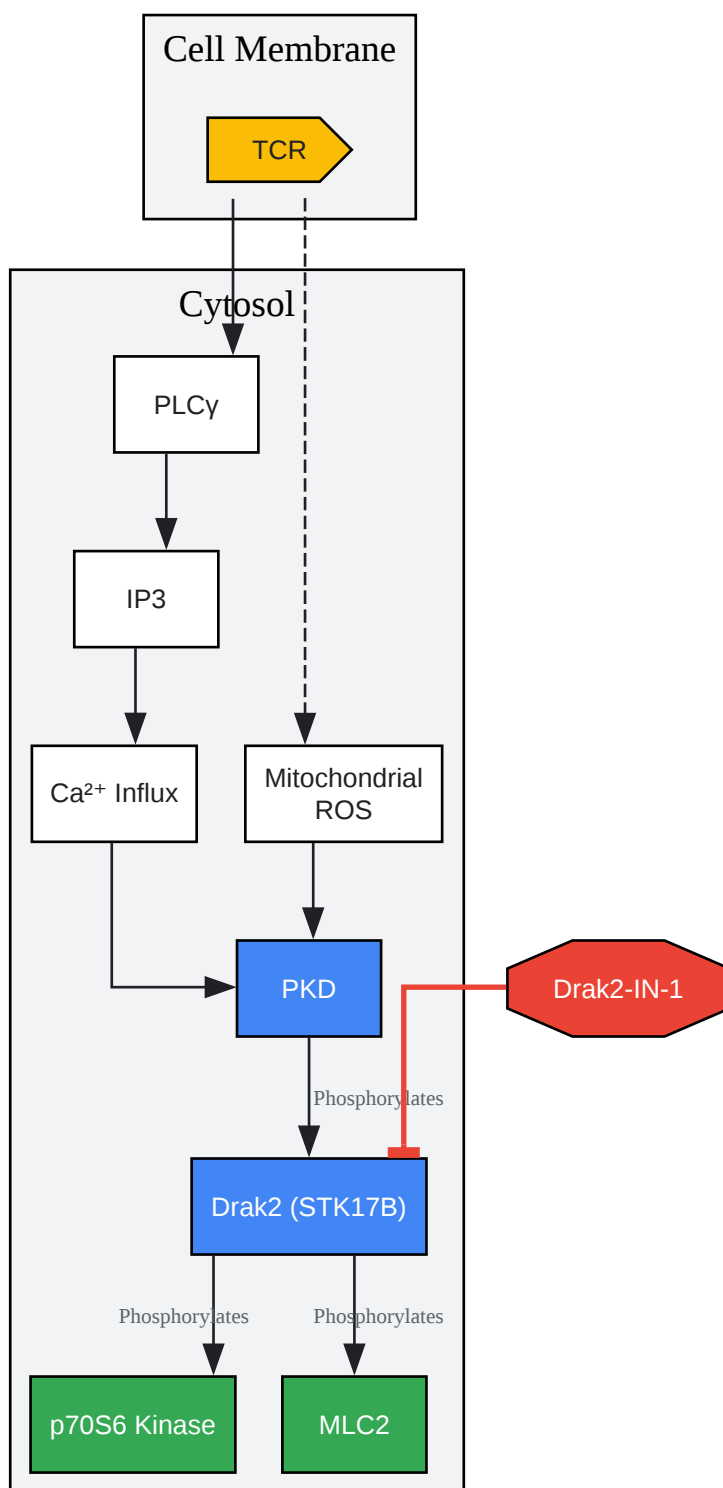 Cell Membrane
TCR
Cytosol
PLCγ
IP3
Ca²⁺ Influx
Mitochondrial
ROS
PKD
Drak2-IN-1
Phosphorylates
Drak2 (STK17B)
Phosphorylates
Phosphorylates
p70S6 Kinase
MLC2